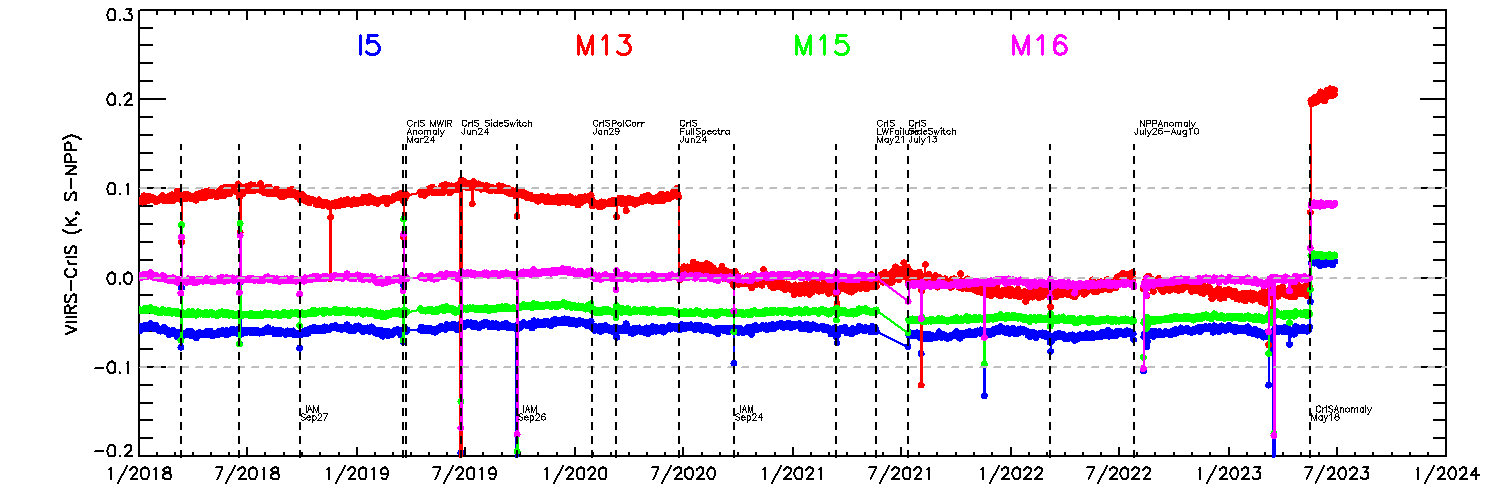 0.3
I5 M13 M15 M16
0.2
CrIS MWIR
Anomaly
Mar24
CrIS SideSwitch
Jun24
CrISPolCorr
Jan29
CrIS
FullSpectra
Jun24
CrIS
LWFailure
May21
CrIS
SideSwitch
July13
NPPAnomaly
July26-Aug10
VIIRS-CrIS (K, S-NPP)
0.1
0.0
-0.1
IAM
Sep27
IAM
Sep26
IAM
Sep24
CrISAnomaly
May18
-0.2
1/2018 7/2018 1/2019 7/2019 1/2020 7/2020 1/2021 7/2021 1/2022 7/2022 1/2023 7/2023 1/2024